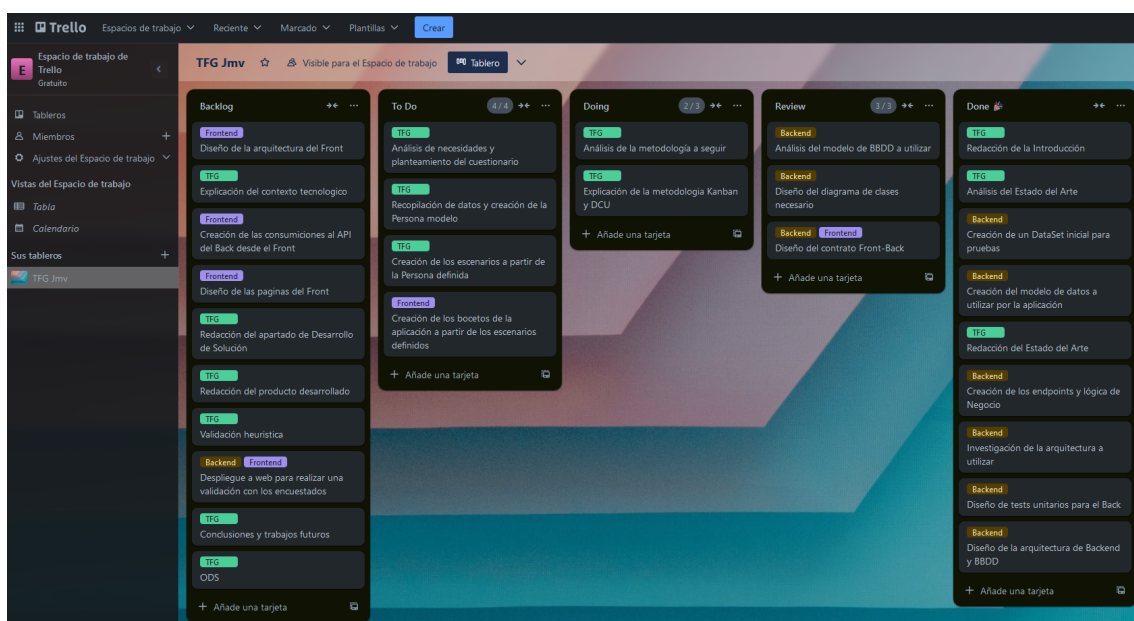 Trello
Espacios de trabajo
Reciente
Marcado
Plantillas
Crear
E
Espacio de trabajo de
Trello
Gratuito
Tableros
Miembros
Ajustes del Espacio de trabajo
Vistas del Espacio de trabajo
Tabla
Calendario
Sus tableros
TFG Jmv
TFG Jmv
Visible para el Espacio de trabajo
Tablero
Backlog
Frontend
Diseño de la arquitectura del Front
TFG
Explicación del contexto tecnologico
Frontend
Creación de las consumiciones al API
del Back desde el Front
Frontend
Diseño de las paginas del Front
TFG
Redacción del apartado de Desarrollo
de Solución
TFG
Redacción del producto desarrollado
TFG
Validación heuristica
Backend Frontend
Despliegue a web para realizar una
validación con los encuestados
TFG
Conclusiones y trabajos futuros
TFG
ODS
+ Añade una tarjeta
To Do 4/4
TFG
Análisis de necesidades y
planteamiento del cuestionario
TFG
Recopilación de datos y creación de la
Persona modelo
TFG
Creación de los escenarios a partir de
la Persona definida
Frontend
Creación de los bocetos de la
aplicación a partir de los escenarios
definidos
+ Añade una tarjeta
Doing 2/3
TFG
Análisis de la metodología a seguir
TFG
Explicación de la metodologia Kanban
y DCU
+ Añade una tarjeta
Review 3/3
Backend
Análisis del modelo de BBDD a utilizar
Backend
Diseño del diagrama de clases
necesario
Backend Frontend
Diseño del contrato Front-Back
+ Añade una tarjeta
Done 🎉
TFG
Redacción de la Introducción
TFG
Análisis del Estado del Arte
Backend
Creación de un DataSet inicial para
pruebas
Backend
Creación del modelo de datos a
utilizar por la aplicación
TFG
Redacción del Estado del Arte
Backend
Creación de los endpoints y lógica de
Negocio
Backend
Investigación de la arquitectura a
utilizar
Backend
Diseño de tests unitarios para el Back
Backend
Diseño de la arquitectura de Backend
y BBDD
+ Añade una tarjeta